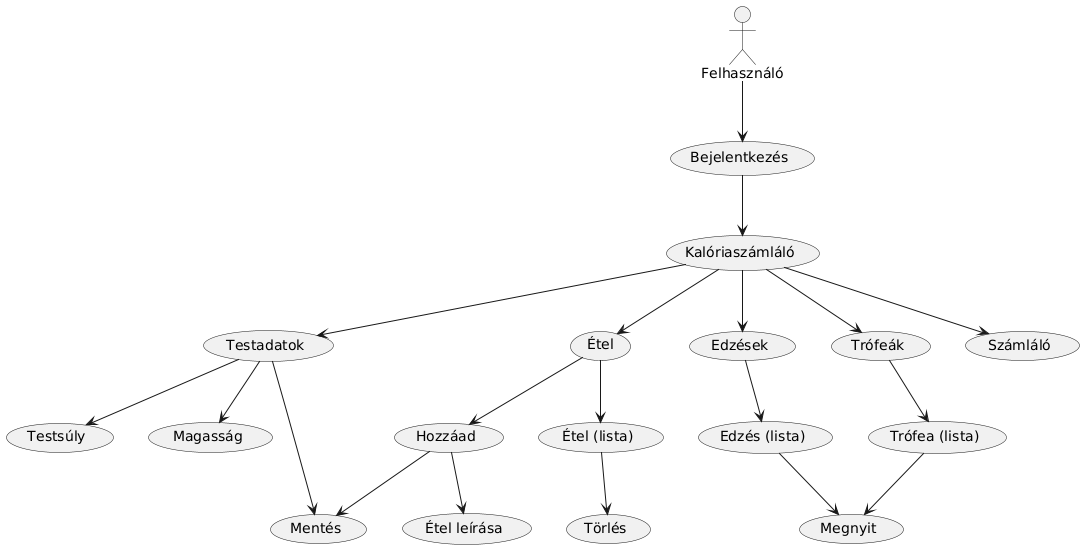 Felhasználó
Bejelentkezés
Kalóriaszámláló
Testadatok
Étel
Edzések
Trófeák
Számláló
Testsúly
Magasság
Hozzáad
Étel (lista)
Edzés (lista)
Trófea (lista)
Mentés
Étel leírása
Törlés
Megnyit